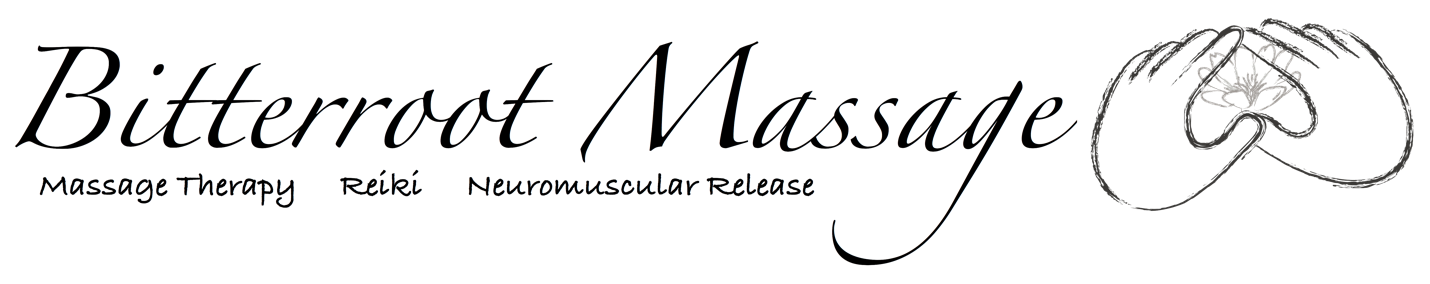 Bitterroot Massage
Massage Therapy Reiki Neuromuscular Release